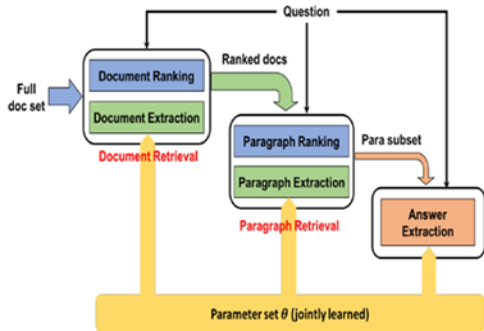 Question
Ranked docs
Full
doc set
Document Ranking
Document Extraction
Document Retrieval
Para subset
Paragraph Ranking
Paragraph Extraction
Paragraph Retrieval
Answer
Extraction
Parameter set θ (jointly learned)